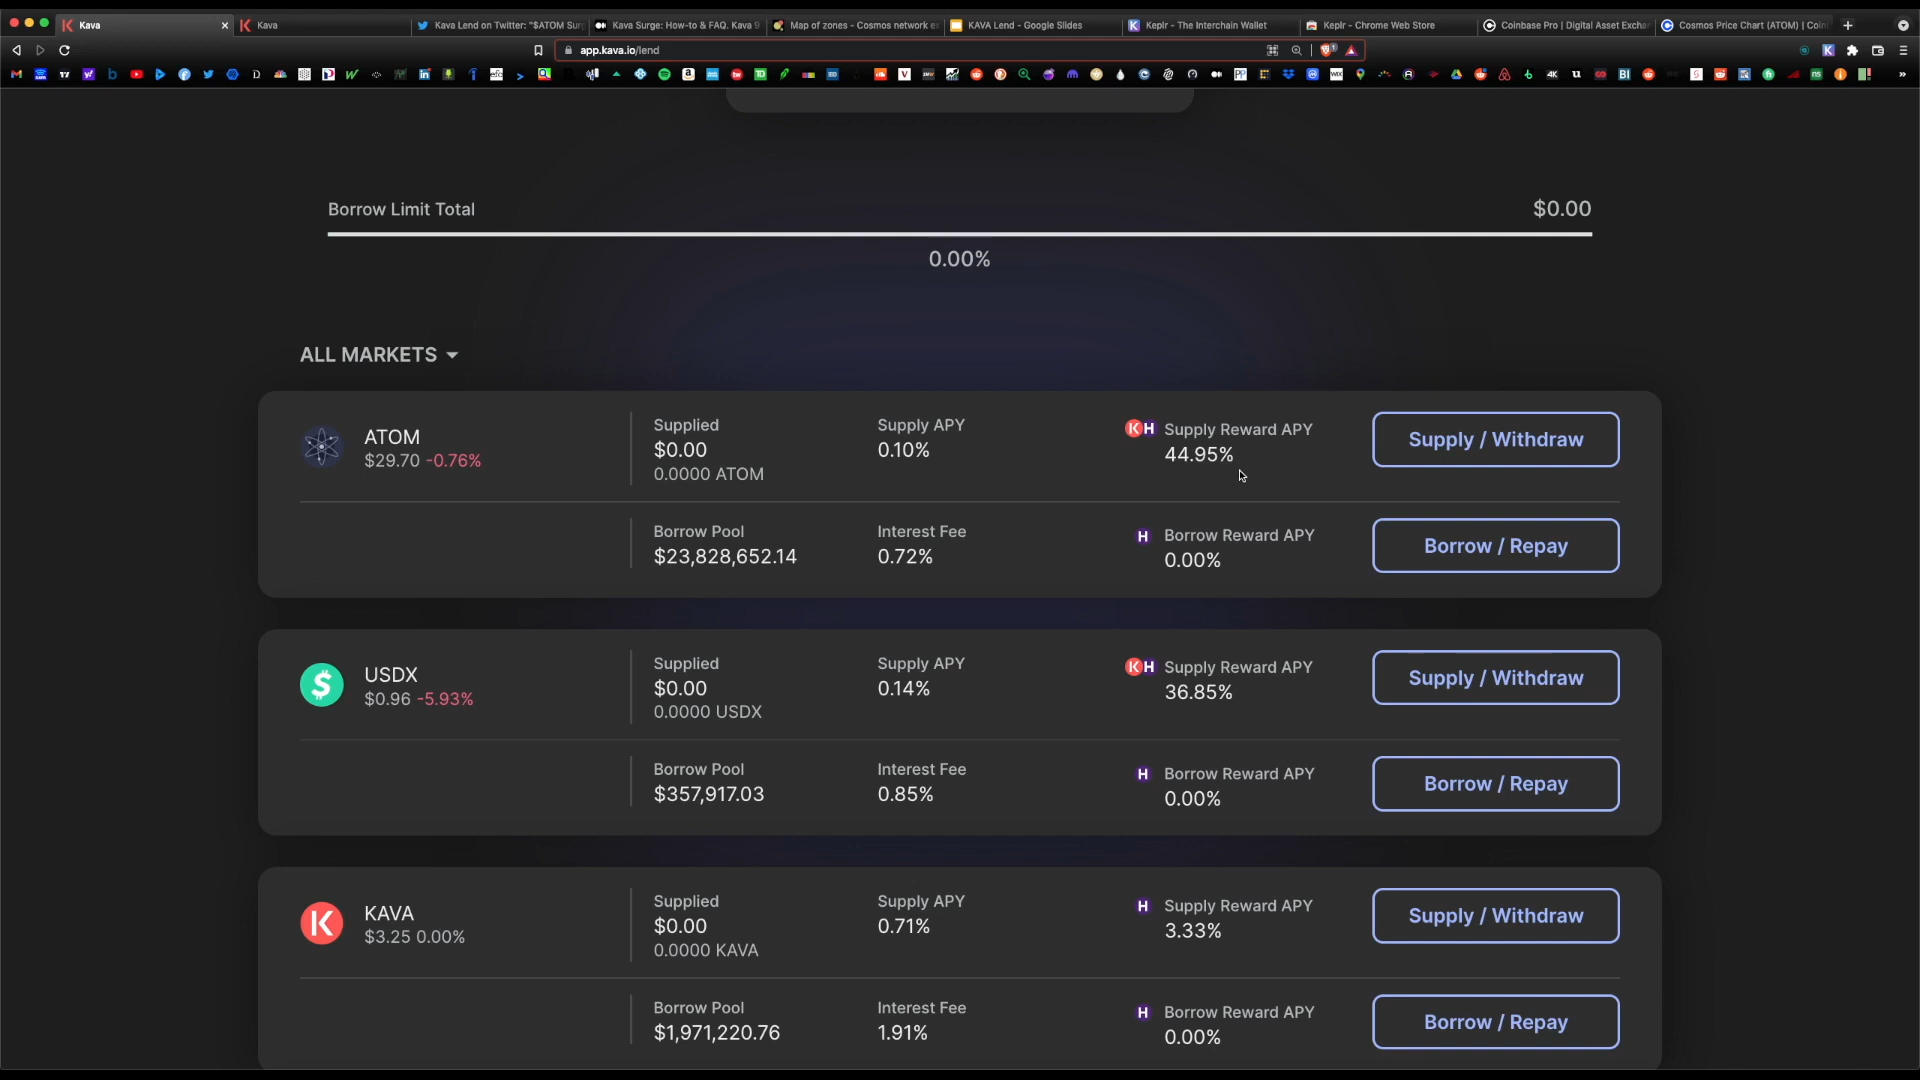 Kava
Kava
Kava Lend on Twitter: "$ATOM Sur
Kava Surge: How-to & FAQ. Kava 9
Map of zones - Cosmos network e
KAVA Lend - Google Slides
Keplr - The Interchain Wallet
Keplr - Chrome Web Store
Coinbase Pro | Digital Asset Excha
Cosmos Price Chart (ATOM) | Coin
app.kava.io/lend
Borrow Limit Total
$0.00
0.00%
ALL MARKETS
ATOM
$29.70 -0.76%
Supplied
$0.00
0.0000 ATOM
Supply APY
0.10%
KH Supply Reward APY
44.95%
Supply / Withdraw
Borrow Pool
$23,828,652.14
Interest Fee
0.72%
H Borrow Reward APY
0.00%
Borrow / Repay
USDX
$0.96 -5.93%
Supplied
$0.00
0.0000 USDX
Supply APY
0.14%
KH Supply Reward APY
36.85%
Supply / Withdraw
Borrow Pool
$357,917.03
Interest Fee
0.85%
H Borrow Reward APY
0.00%
Borrow / Repay
KAVA
$3.25 0.00%
Supplied
$0.00
0.0000 KAVA
Supply APY
0.71%
H Supply Reward APY
3.33%
Supply / Withdraw
Borrow Pool
$1,971,220.76
Interest Fee
1.91%
H Borrow Reward APY
0.00%
Borrow / Repay